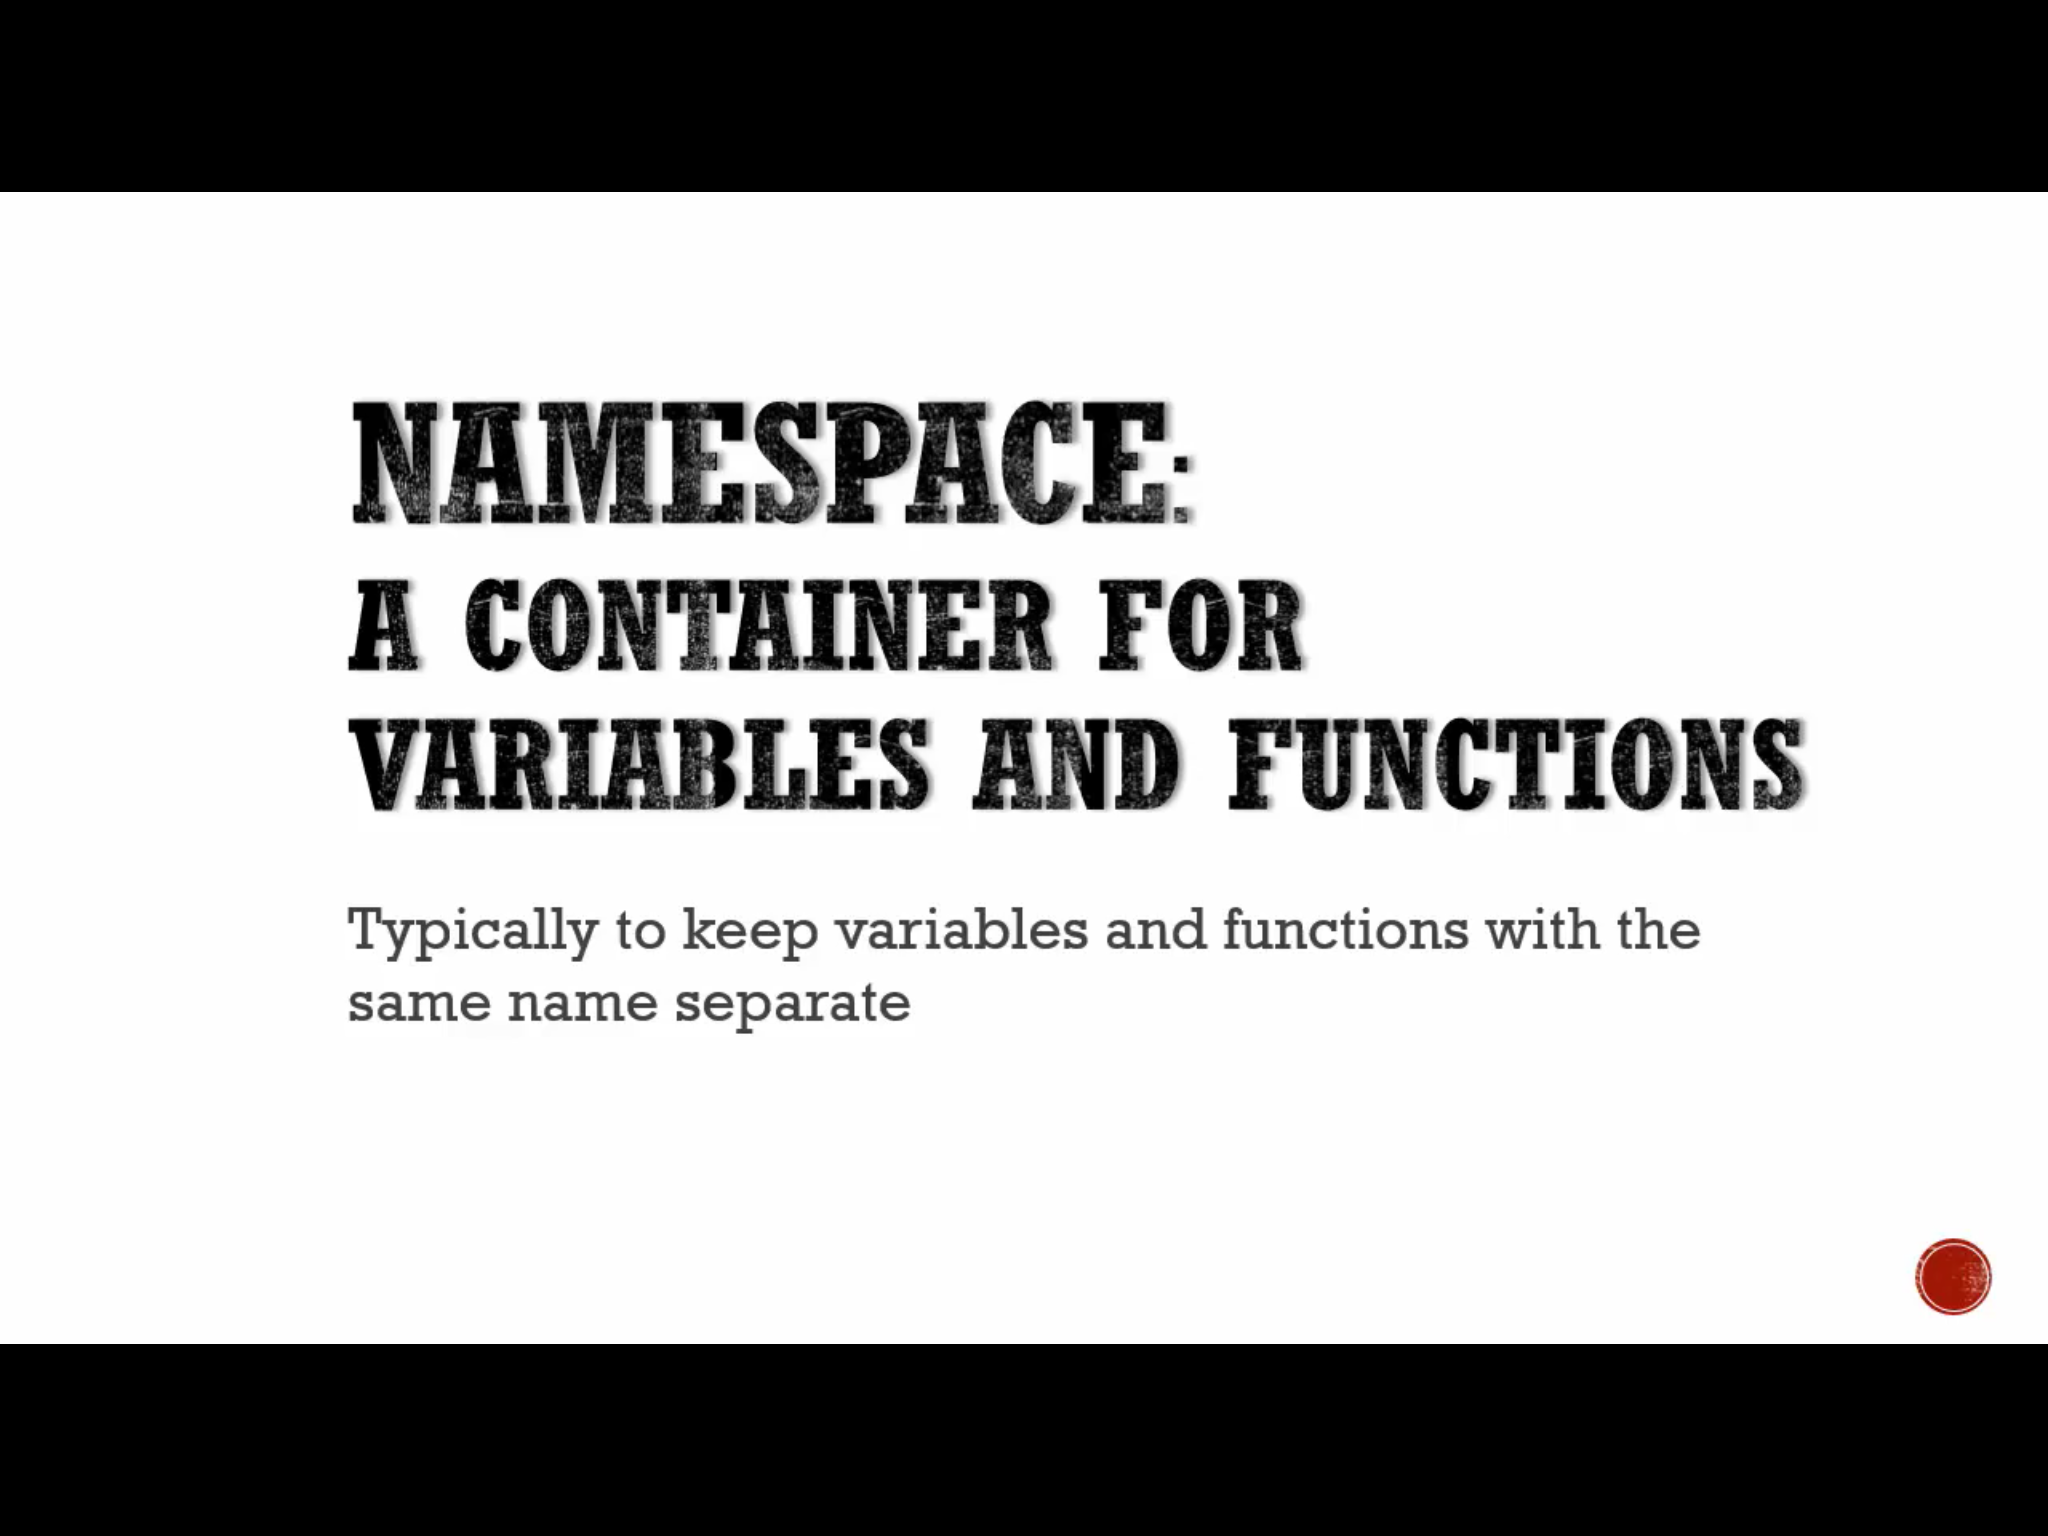 NAMESPACE:
A CONTAINER FOR
VARIABLES AND FUNCTIONS
Typically to keep variables and functions with the
same name separate